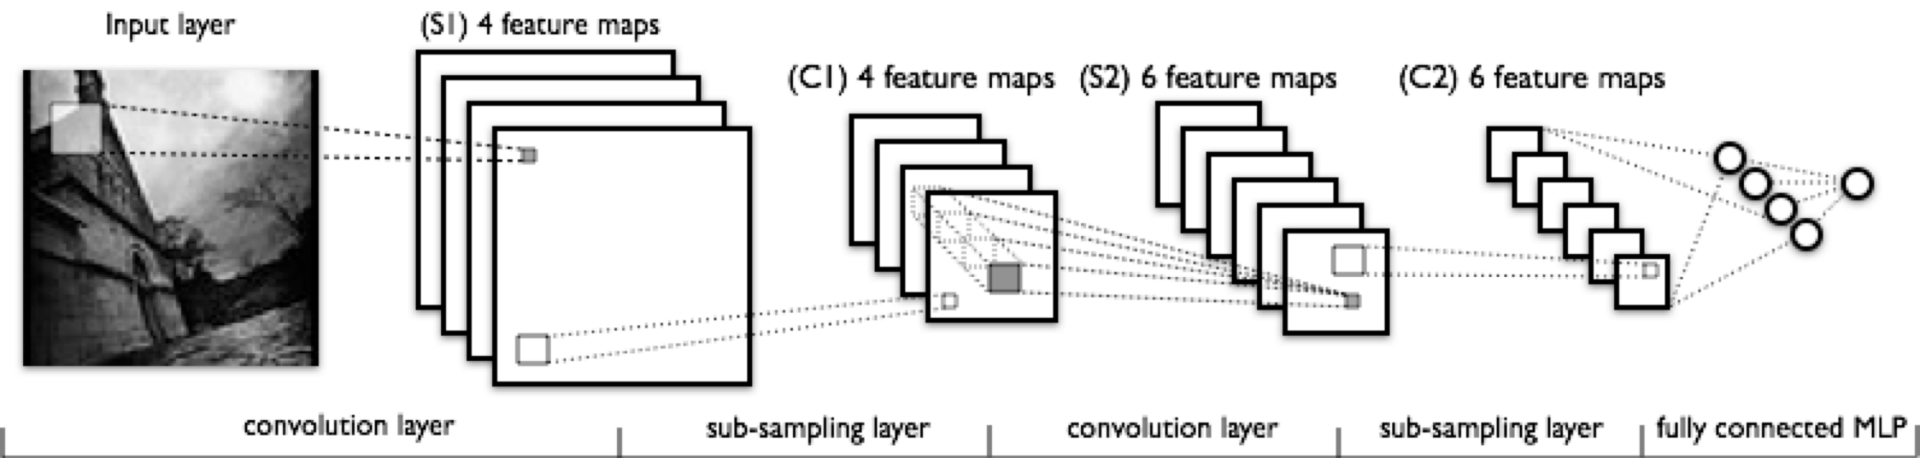 Input layer
(S1) 4 feature maps
(C1) 4 feature maps
(S2) 6 feature maps
(C2) 6 feature maps
convolution layer
sub-sampling layer
convolution layer
sub-sampling layer
fully connected MLP